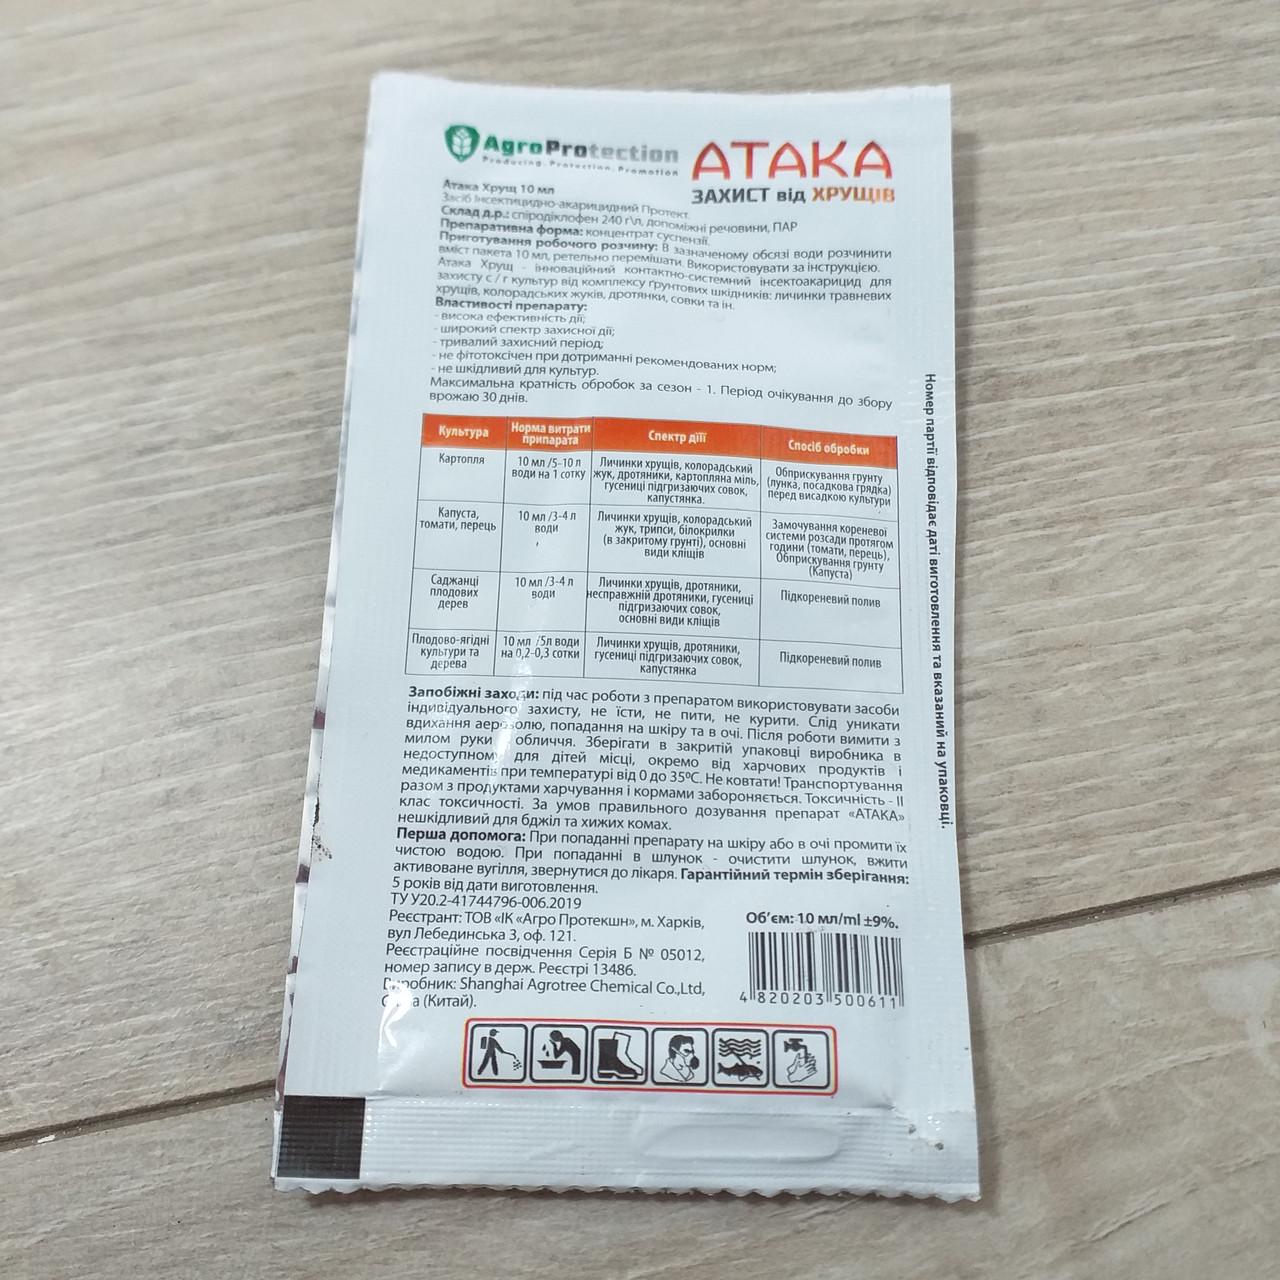 AgroProtection
Producing. Protection. Promotion
АТАКА
ЗАХИСТ від ХРУЩІВ
Атака Хрущ 10 мл
Засіб Інсектицидно-акарицидний Протект.
Склад д.р.: спіродіклофен 240 г\л, допоміжні речовини, ПАР
Препаративна форма: концентрат суспензії.
Приготування робочого розчину: В зазначеному обсязі води розчинити
вміст пакета 10 мл, ретельно перемішати. Використовувати за інструкцією.
Атака Хрущ - інноваційний контактно-системний інсектоакарицид для
захисту с / г культур від комплексу ґрунтових шкідників: личинки травневих
хрущів, колорадських жуків, дротянки, совки та ін.
Властивості препарату:
- висока ефективність дії;
- широкий спектр захисної дії;
- тривалий захисний період;
- не фітотоксічен при дотриманні рекомендованих норм;
- не шкідливий для культур.
Максимальна кратність обробок за сезон - 1. Період очікування до збору
врожаю 30 днів.
Культура
Норма витрати
припарата
Спектр діїї
Спосіб обробки
Картопля
10 мл /5-10 л
води на 1 сотку
Личинки хрущів, колорадський
жук, дротяники, картопляна міль,
гусениці підгризаючих совок,
капустянка.
Обприскування грунту
(лунка, посадкова грядка)
перед висадкою культури
Капуста,
томати, перець
10 мл /3-4 л
води
Личинки хрущів, колорадський
жук, трипси, білокрилки
(в закритому грунті), основні
види кліщів
Замочування кореневої
системи розсади протягом
години (томати, перець),
Обприскування грунту
(Капуста)
Саджанці
плодових
дерев
10 мл /3-4 л
води
Личинки хрущів, дротяники,
несправжній дротяники, гусениці
підгризаючих совок,
основні види кліщів
Підкореневий полив
Плодово-ягідні
культури та
дерева
10 мл /5л води
на 0,2-0,3 сотки
Личинки хрущів, дротяники,
гусениці підгризаючих совок,
капустянка
Підкореневий полив
Запобіжні заходи: під час роботи з препаратом використовувати засоби
індивідуального захисту, не їсти, не пити, не курити. Слід уникати
вдихання аерозолю, попадання на шкіру та в очі. Після роботи вимити з
милом руки обличчя. Зберігати в закритій упаковці виробника в
недоступному для дітей місці, окремо від харчових продуктів і
медикаментів при температурі від 0 до 35⁰С. Не ковтати! Транспортування
разом з продуктами харчування і кормами забороняється. Токсичність - II
клас токсичності. За умов правильного дозування препарат «АТАКА»
нешкідливий для бджіл та хижих комах.
Перша допомога: При попаданні препарату на шкіру або в очі промити їх
чистою водою. При попаданні в шлунок - очистити шлунок, вжити
активоване вугілля, звернутися до лікаря. Гарантійний термін зберігання:
5 років від дати виготовлення.
ТУ У20.2-41744796-006.2019
Реєстрант: ТОВ «ІК «Агро Протекшн», м. Харків,
вул Лебединська 3, оф. 121.
Реєстраційне посвідчення Серія Б № 05012,
номер запису в держ. Реєстрі 13486.
Виробник: Shanghai Agrotree Chemical Co.,Ltd,
(Китай).
Об'єм: 10 мл/ml ±9%.
4 820203 500611
Номер партії відповідає даті виготовлення та вказаний на упаковці.